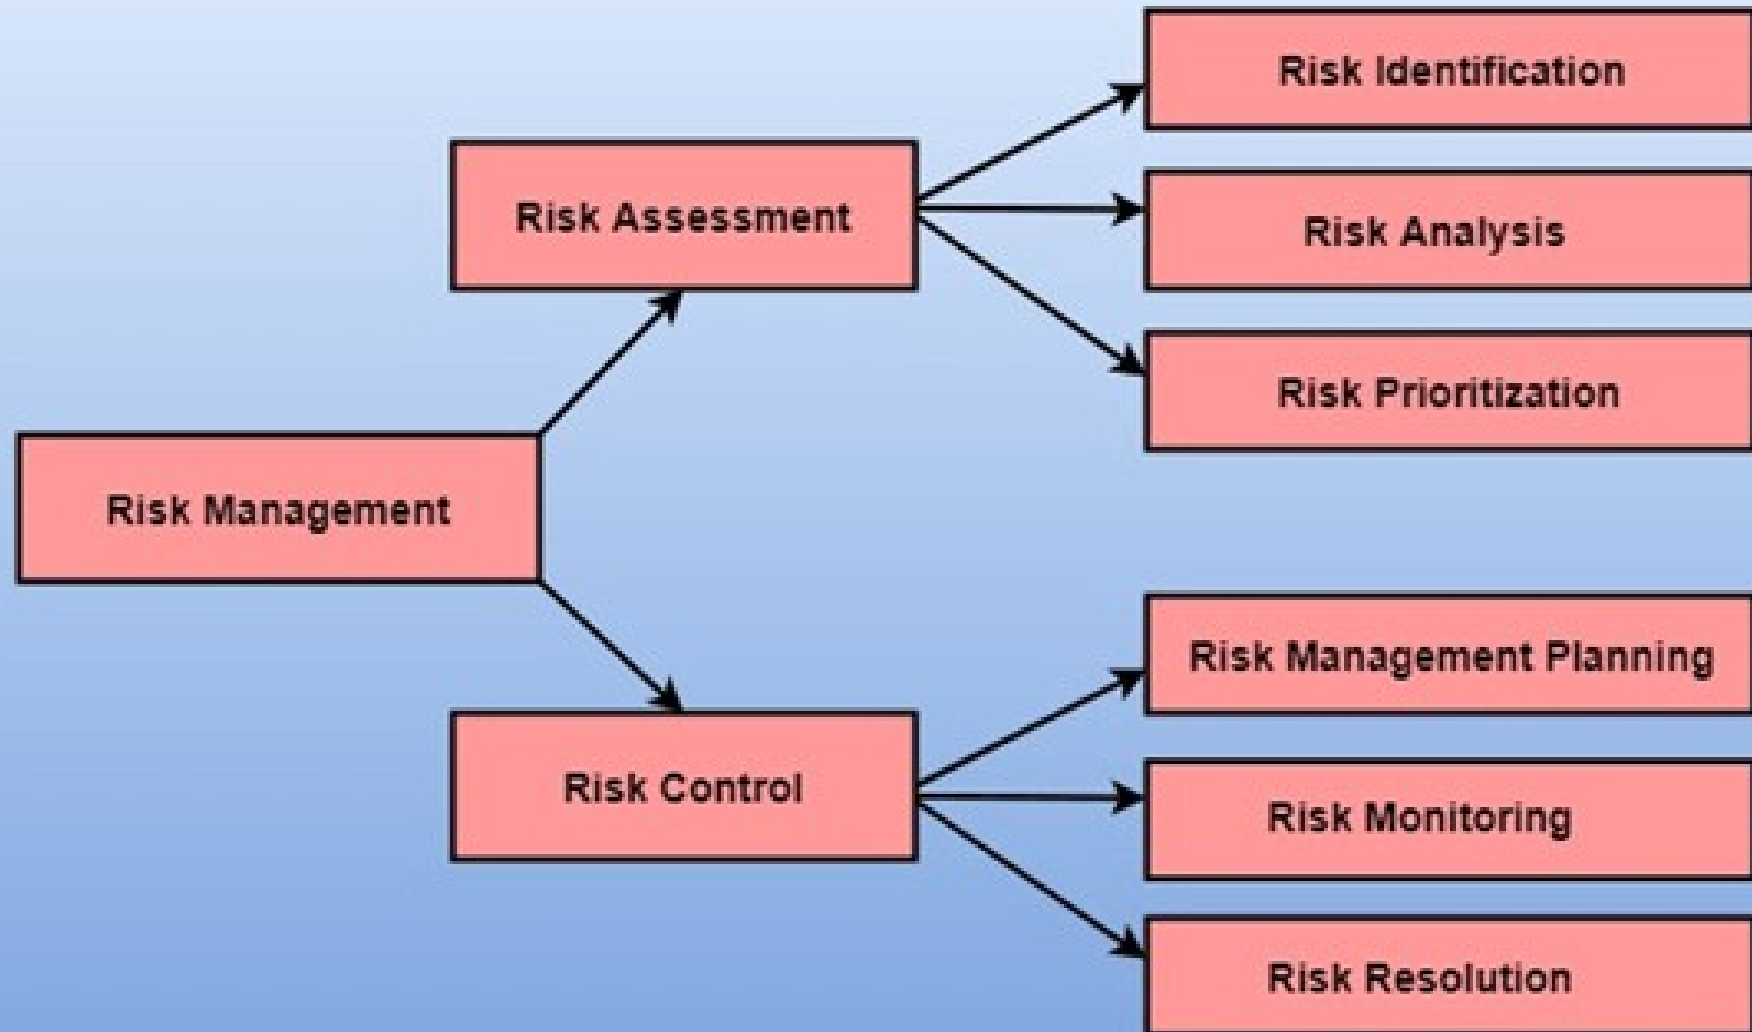 Risk Identification
Risk Assessment
Risk Analysis
Risk Prioritization
Risk Management
Risk Management Planning
Risk Control
Risk Monitoring
Risk Resolution